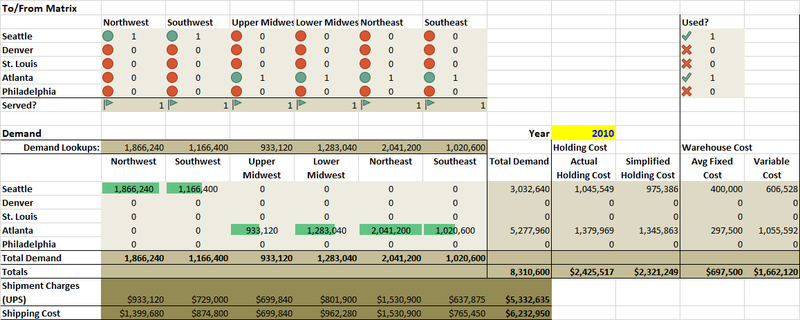 To/From Matrix
Northwest Southwest Upper Midwes Lower Midwes Northeast Southeast Used?
Seattle 1 1 0 0 0 0 1
Denver 0 0 0 0 0 0 0
St. Louis 0 0 0 0 0 0 0
Atlanta 0 0 1 1 1 1 1
Philadelphia 0 0 0 0 0 0 0
Served? 1 1 1 1 1 1
Demand Year 2010
Demand Lookups: 1,866,240 1,166,400 933,120 1,283,040 2,041,200 1,020,600 Holding Cost Warehouse Cost
Northwest Southwest Upper Midwest Lower Midwest Northeast Southeast Total Demand Actual Holding Cost Simplified Holding Cost Avg Fixed Cost Variable Cost
Seattle 1,866,240 1,166,400 0 0 0 0 3,032,640 1,045,549 975,386 400,000 606,528
Denver 0 0 0 0 0 0 0 0 0 0 0
St. Louis 0 0 0 0 0 0 0 0 0 0 0
Atlanta 0 0 933,120 1,283,040 2,041,200 1,020,600 5,277,960 1,379,969 1,345,863 297,500 1,055,592
Philadelphia 0 0 0 0 0 0 0 0 0 0 0
Total Demand 1,866,240 1,166,400 933,120 1,283,040 2,041,200 1,020,600
Totals 8,310,600 $2,425,517 $2,321,249 $697,500 $1,662,120
Shipment Charges
(UPS) $933,120 $729,000 $699,840 $801,900 $1,530,900 $637,875 $5,332,635
Shipping Cost $1,399,680 $874,800 $699,840 $962,280 $1,530,900 $765,450 $6,232,950